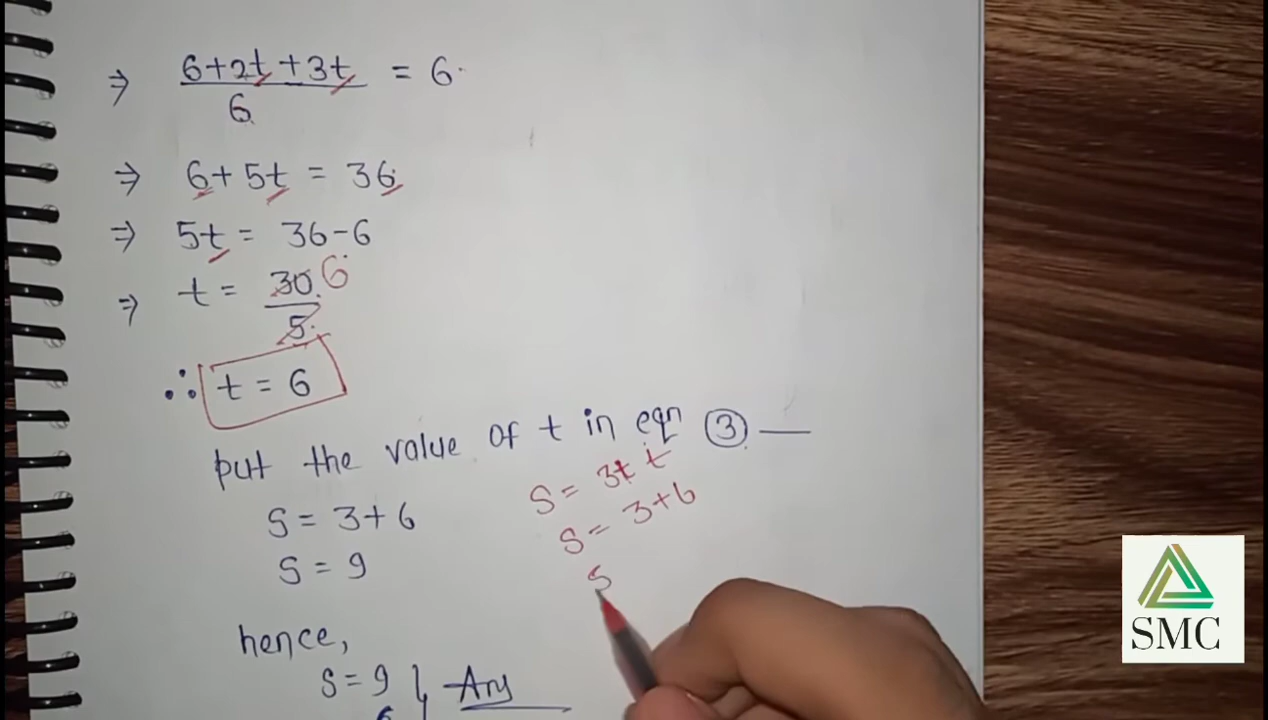 ⇒ 6+2t+3t / 6 = 6
⇒ 6+5t = 36
⇒ 5t = 36-6
⇒ t = 30/5 6
∴ t = 6
put the value of t in eqn ③ —
S = 3+6
S = 9
S = 3t t
S = 3+6
S
hence,
S = 9 } Ans
6
SMC